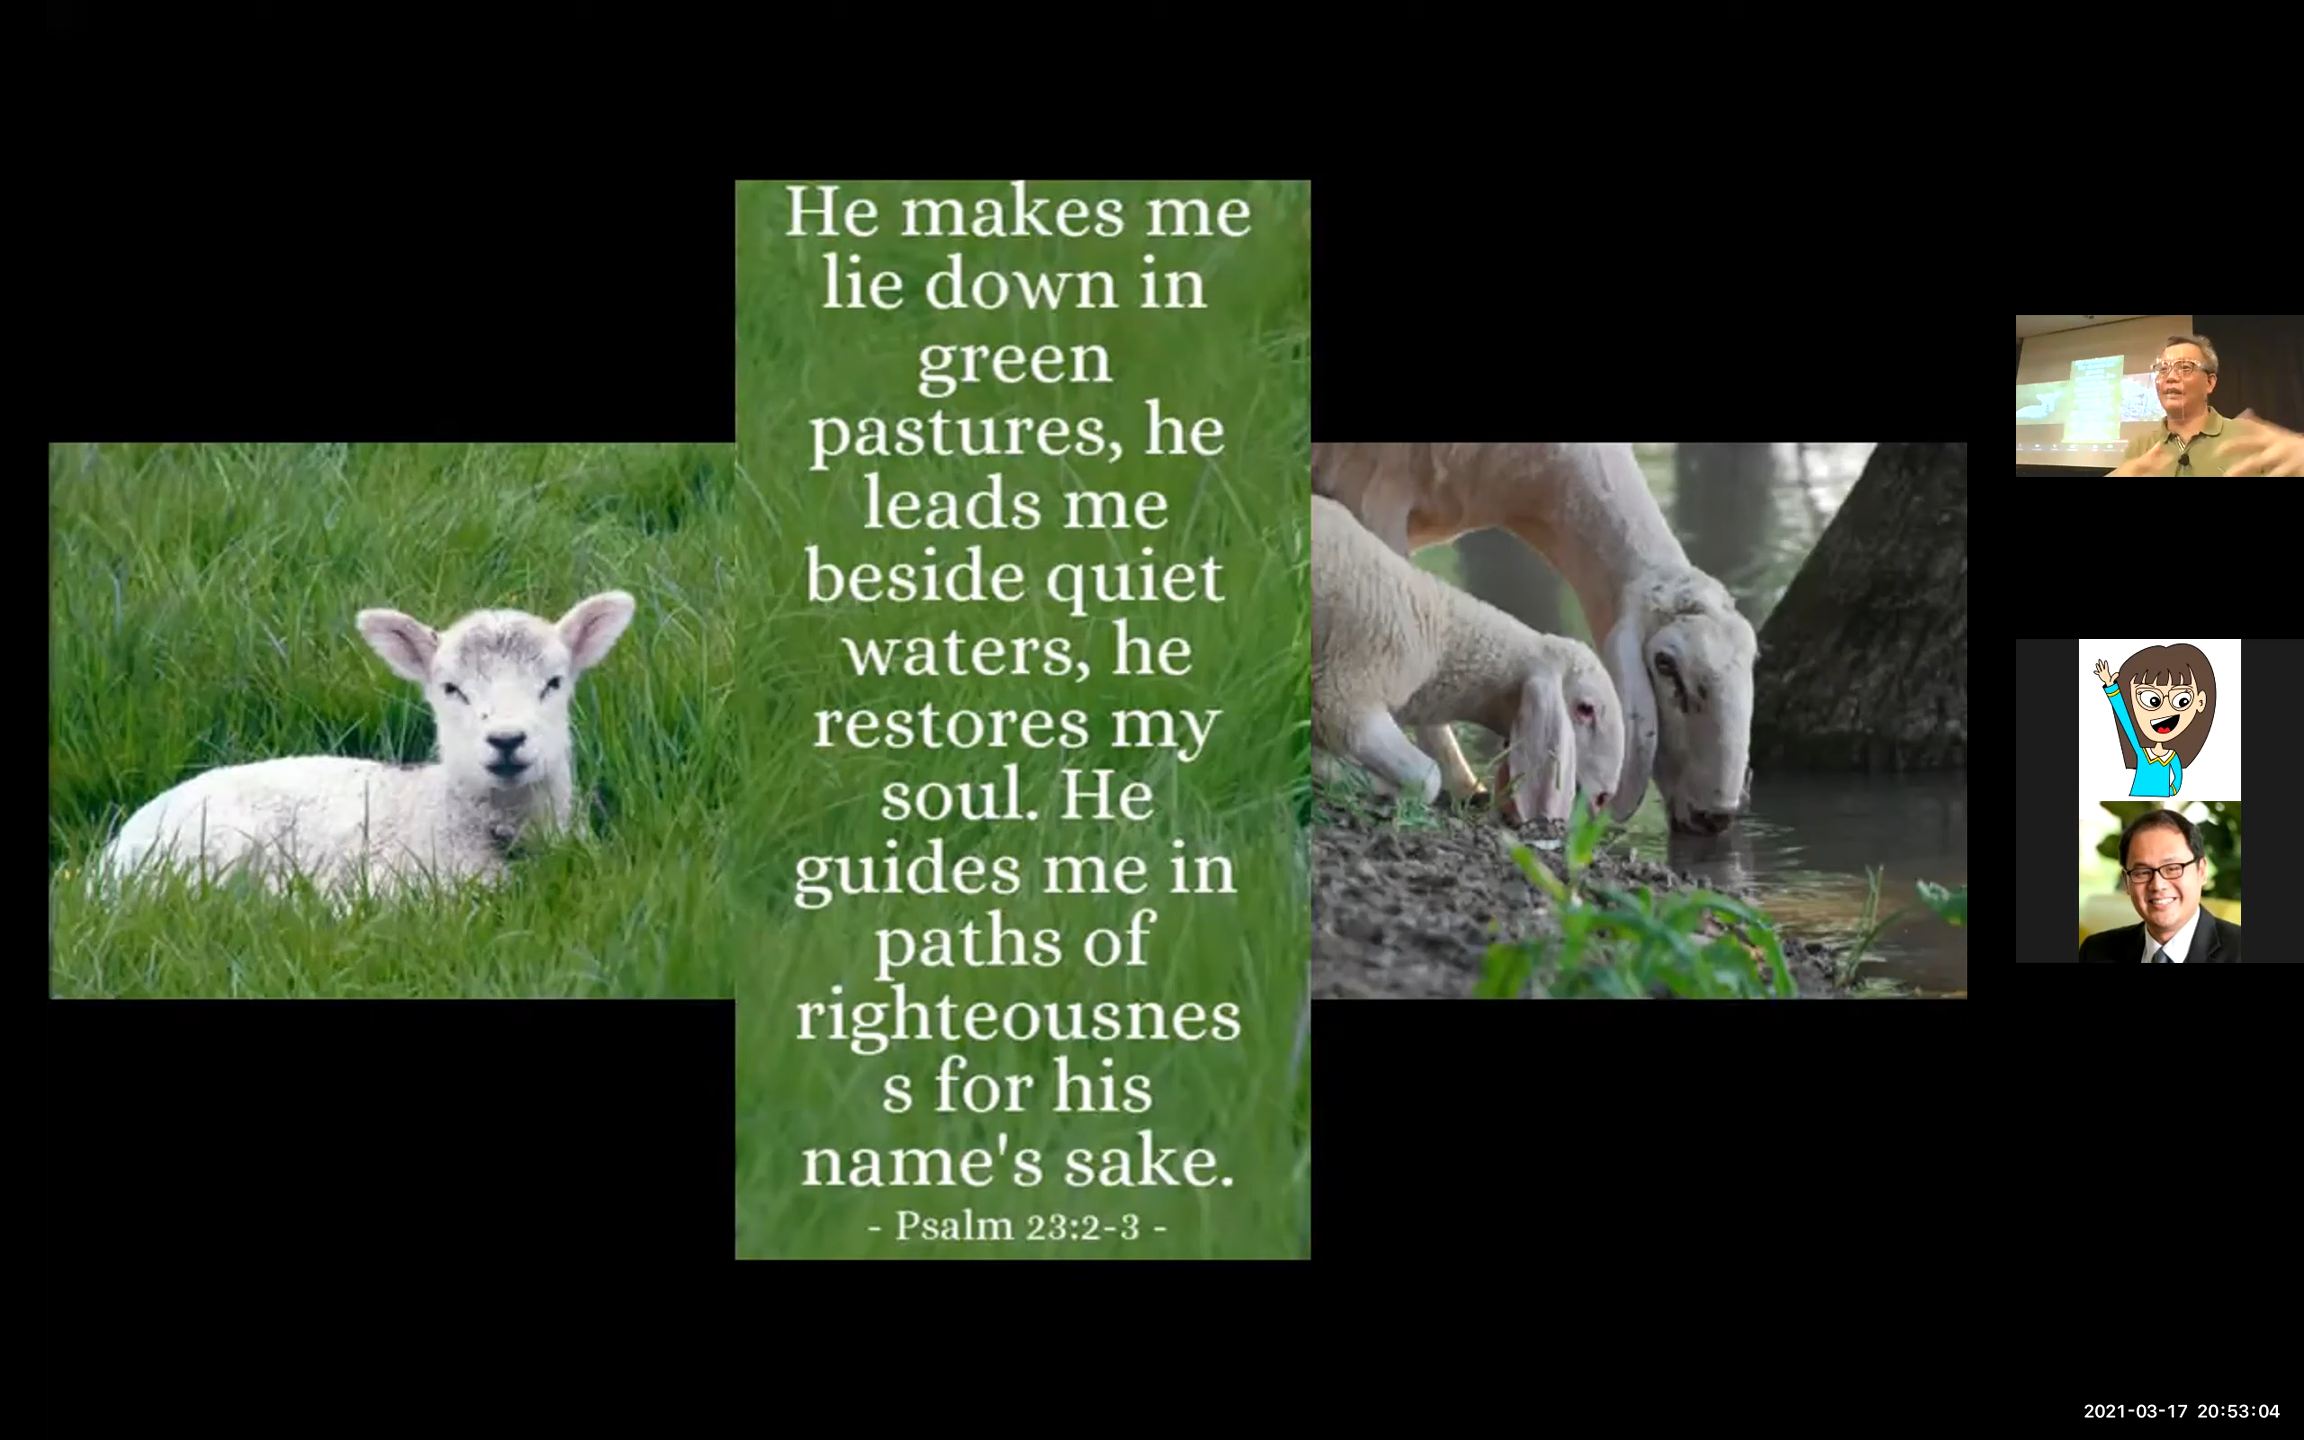 He makes me
lie down in
green
pastures, he
leads me
beside quiet
waters, he
restores my
soul. He
guides me in
paths of
righteousnes
s for his
name's sake.
- Psalm 23:2-3 -
2021-03-17 20:53:04